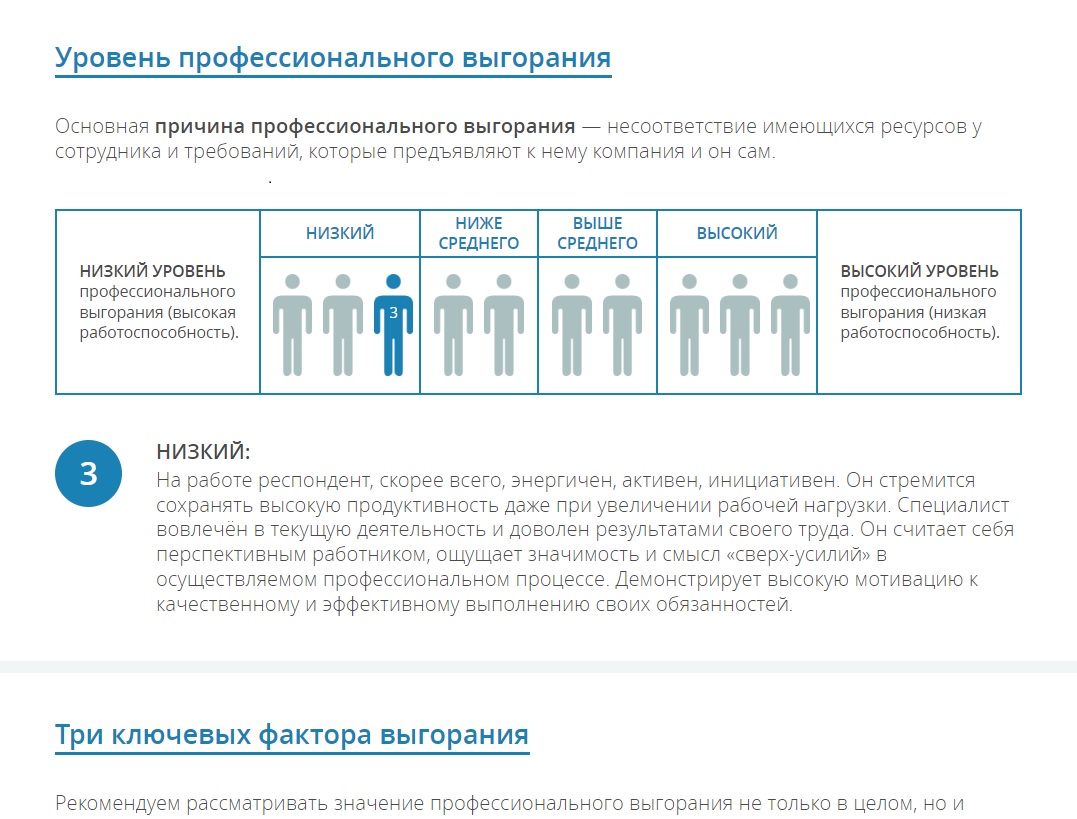 Уровень профессионального выгорания
Основная причина профессионального выгорания — несоответствие имеющихся ресурсов у
сотрудника и требований, которые предъявляют к нему компания и он сам.
.
НИЗКИЙ
НИЖЕ
СРЕДНЕГО
ВЫШЕ
СРЕДНЕГО
ВЫСОКИЙ
НИЗКИЙ УРОВЕНЬ
профессионального
выгорания (высокая
работоспособность).
3
ВЫСОКИЙ УРОВЕНЬ
профессионального
выгорания (низкая
работоспособность).
3
НИЗКИЙ:
На работе респондент, скорее всего, энергичен, активен, инициативен. Он стремится
сохранять высокую продуктивность даже при увеличении рабочей нагрузки. Специалист
вовлечён в текущую деятельность и доволен результатами своего труда. Он считает себя
перспективным работником, ощущает значимость и смысл «сверх-усилий» в
осуществляемом профессиональном процессе. Демонстрирует высокую мотивацию к
качественному и эффективному выполнению своих обязанностей.
Три ключевых фактора выгорания
Рекомендуем рассматривать значение профессионального выгорания не только в целом, но и